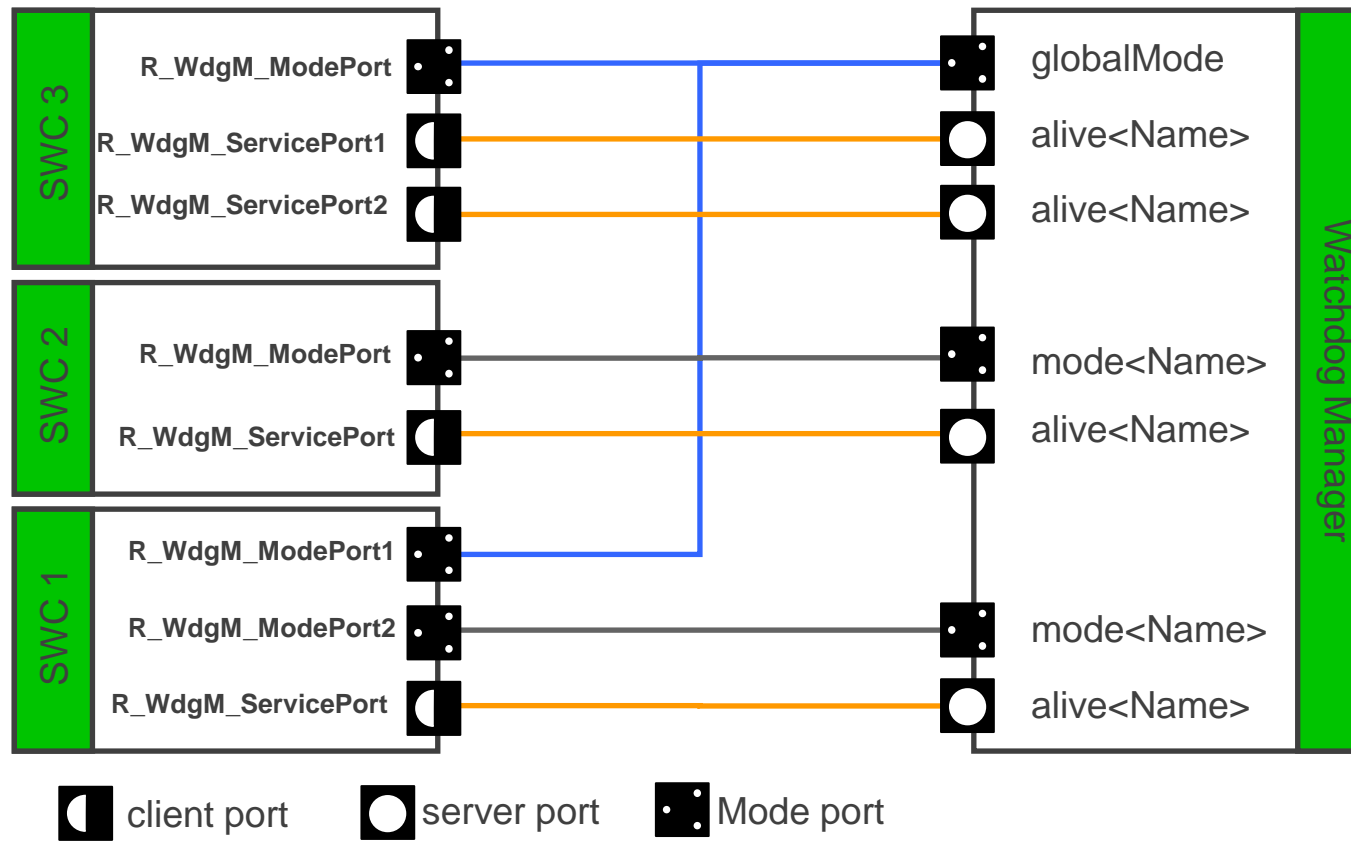 SWC 3
R_WdgM_ModePort
R_WdgM_ServicePort1
R_WdgM_ServicePort2
SWC 2
R_WdgM_ModePort
R_WdgM_ServicePort
SWC 1
R_WdgM_ModePort1
R_WdgM_ModePort2
R_WdgM_ServicePort
globalMode
alive<Name>
alive<Name>
mode<Name>
alive<Name>
mode<Name>
alive<Name>
Watchdog Manager
client port
server port
Mode port